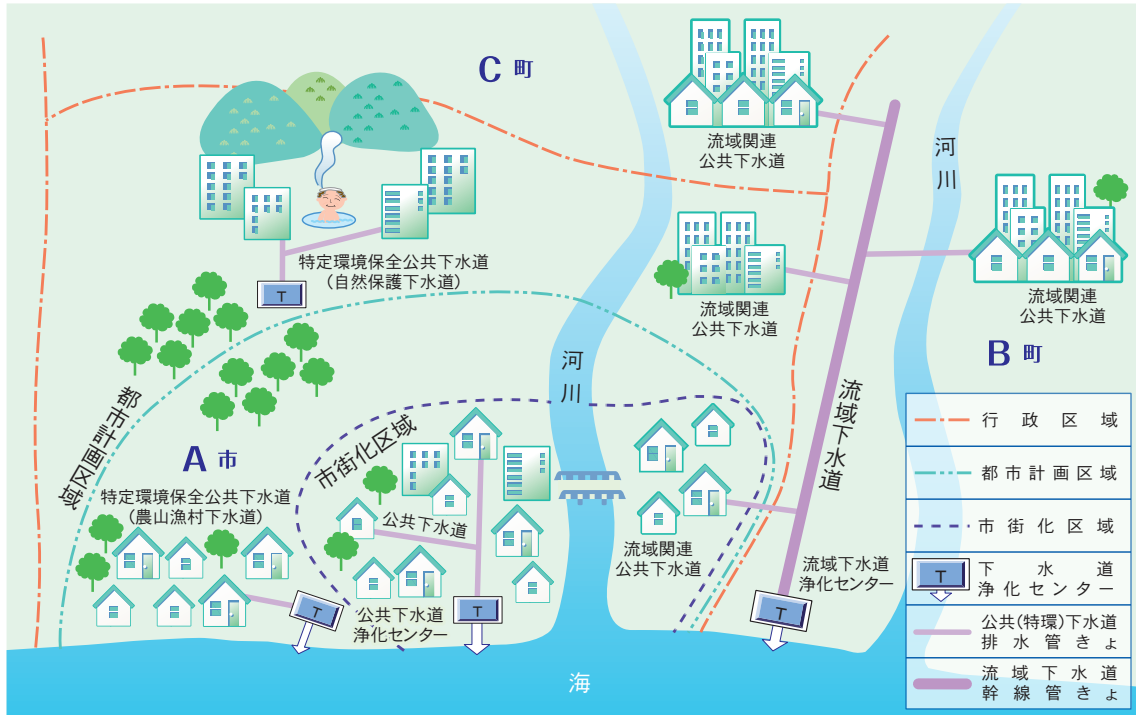 C 町
流域関連
公共下水道
河川
特定環境保全公共下水道
（自然保護下水道）
T
流域関連
公共下水道
流域関連
公共下水道
B 町
都市計画区域
A 市
市街化区域
河川
流域下水道
特定環境保全公共下水道
（農山漁村下水道）
公共下水道
流域関連
公共下水道
流域下水道
浄化センター
T
公共下水道
浄化センター
T
T
海
行政区域
都市計画区域
市街化区域
T
下水道
浄化センター
公共(特環)下水道
排水管きょ
流域下水道
幹線管きょ